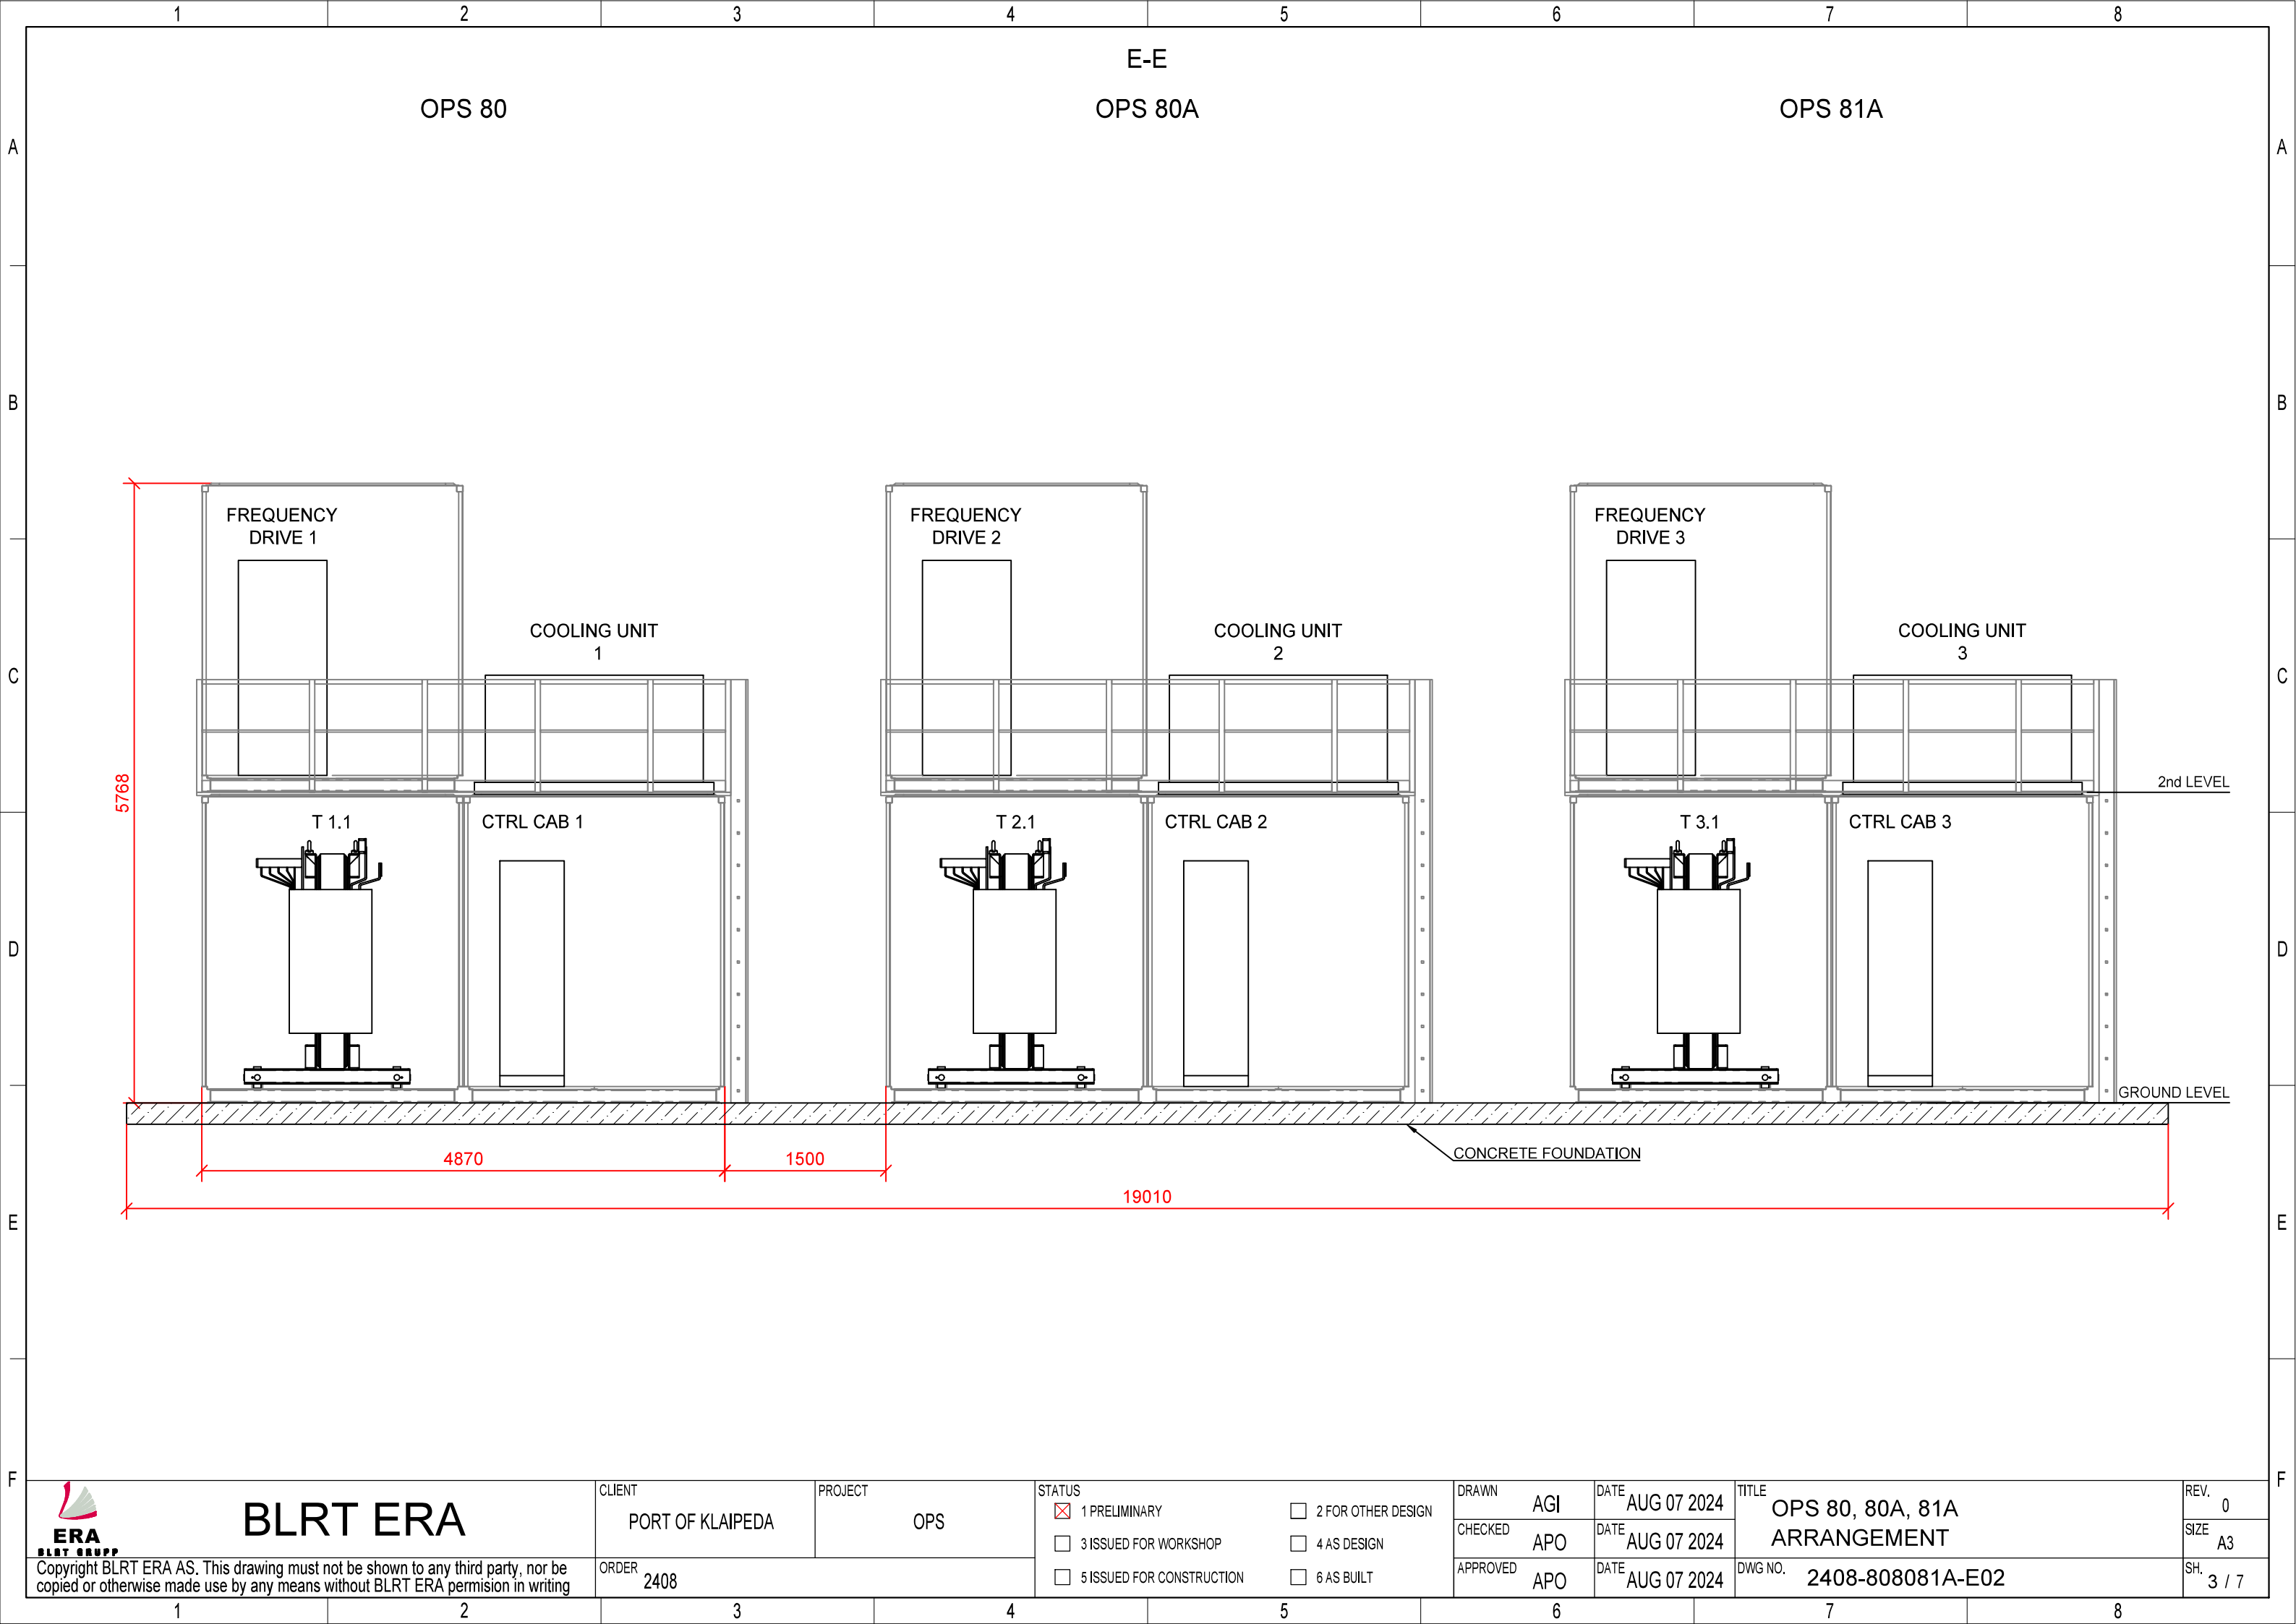 1 2 3 4 5 6 7 8
E-E
OPS 80
OPS 80A
OPS 81A
A
A
B
B
FREQUENCY
DRIVE 1
FREQUENCY
DRIVE 2
FREQUENCY
DRIVE 3
COOLING UNIT
1
COOLING UNIT
2
COOLING UNIT
3
C
C
5768
2nd LEVEL
T 1.1
CTRL CAB 1
T 2.1
CTRL CAB 2
T 3.1
CTRL CAB 3
D
D
GROUND LEVEL
4870
1500
CONCRETE FOUNDATION
19010
E
E
F
F
ERA
BLRT GRUPP
BLRT ERA
Copyright BLRT ERA AS. This drawing must not be shown to any third party, nor be
copied or otherwise made use by any means without BLRT ERA permision in writing
CLIENT
PORT OF KLAIPEDA
PROJECT
OPS
ORDER
2408
STATUS
1 PRELIMINARY
2 FOR OTHER DESIGN
3 ISSUED FOR WORKSHOP
4 AS DESIGN
5 ISSUED FOR CONSTRUCTION
6 AS BUILT
DRAWN AGI DATE AUG 07 2024
CHECKED APO DATE AUG 07 2024
APPROVED APO DATE AUG 07 2024
TITLE
OPS 80, 80A, 81A
ARRANGEMENT
DWG NO. 2408-808081A-E02
REV. 0
SIZE A3
SH. 3 / 7
1 2 3 4 5 6 7 8